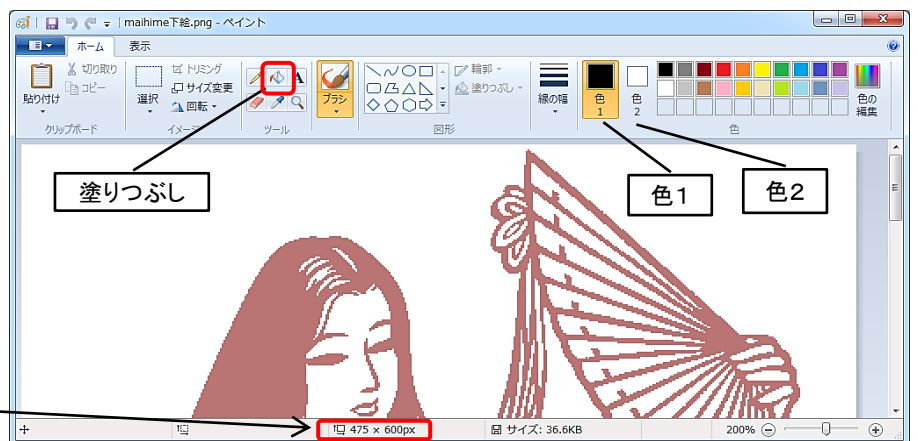 maihime下絵.png - ペイント
ホーム 表示
切り取り
コピー
貼り付け
クリップボード
トリミング
サイズ変更
回転
選択
イメージ
A
ツール
ブラシ
輪郭
塗りつぶし
図形
線の幅
色
1
色
2
色の
編集
色
塗りつぶし
色1
色2
475 × 600px
サイズ: 36.6KB
200%